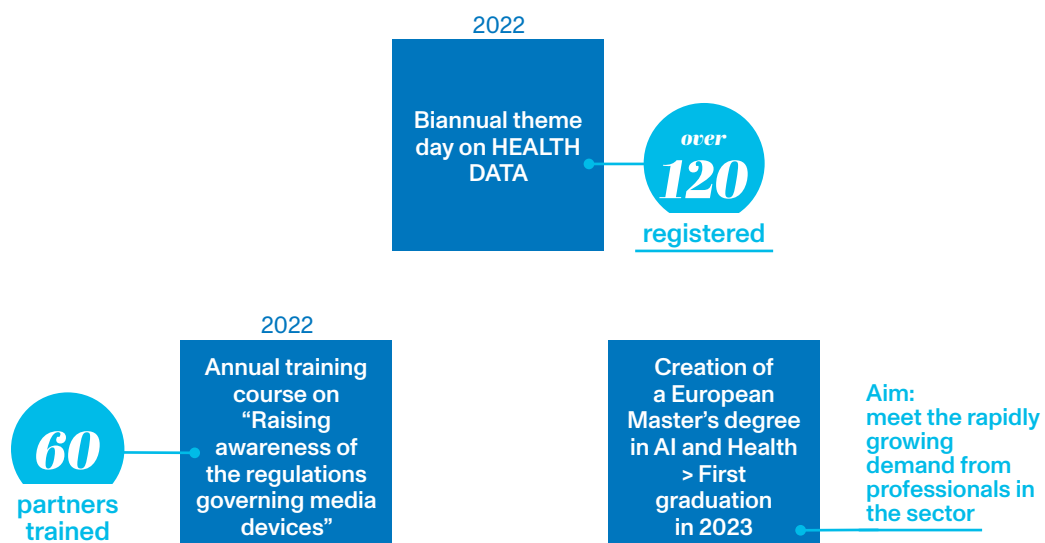 2022
Biannual theme
day on HEALTH
DATA
over
120
registered
2022
Annual training
course on
“Raising
awareness of
the regulations
governing media
devices”
60
partners
trained
Creation of
a European
Master’s degree
in AI and Health
> First
graduation
in 2023
Aim:
meet the rapidly
growing
demand from
professionals in
the sector